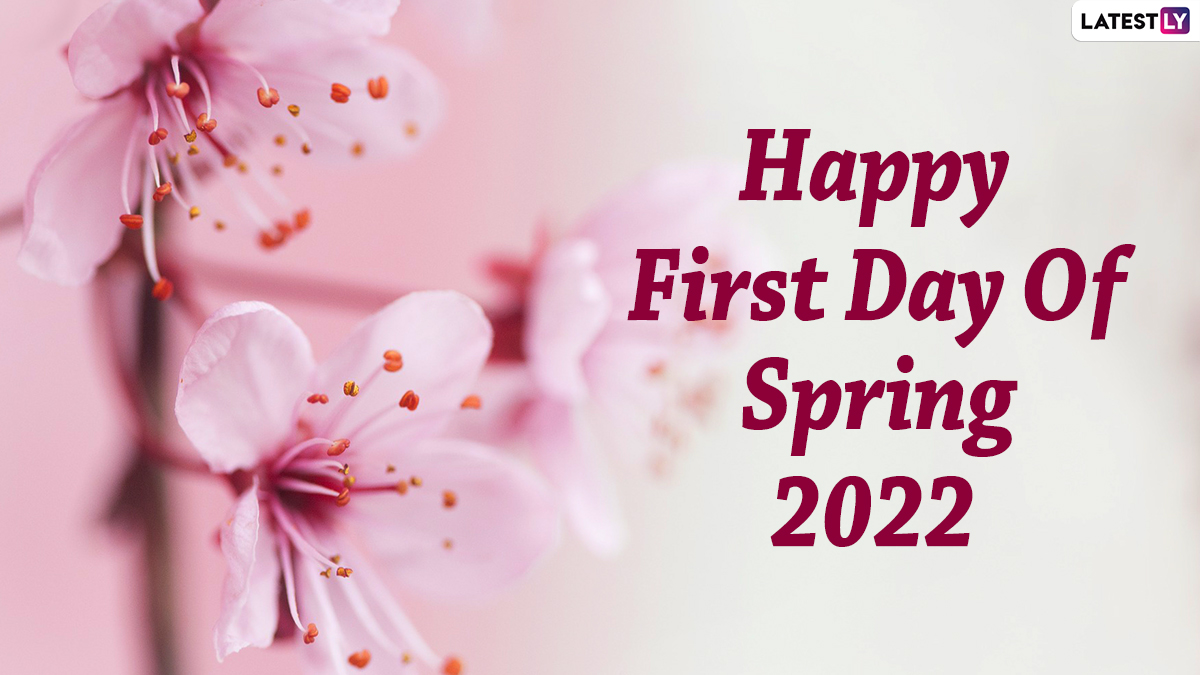 LATESTLY
Happy
First Day Of
Spring
2022